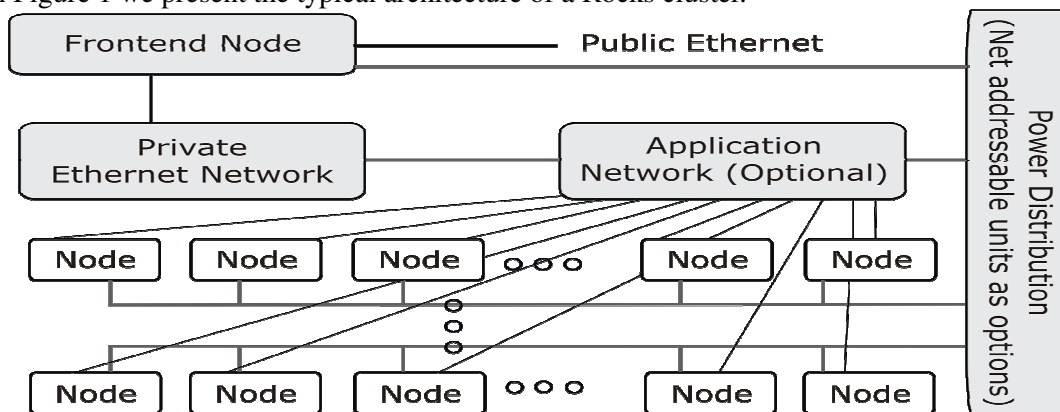 Figure 1 we present the typical architecture of a Rocks cluster.
Frontend Node
Public Ethernet
Private
Ethernet Network
Application
Network (Optional)
Power Distribution
(Net addressable units as options)
Node
Node
Node
Node
Node
Node
Node
Node
Node
Node